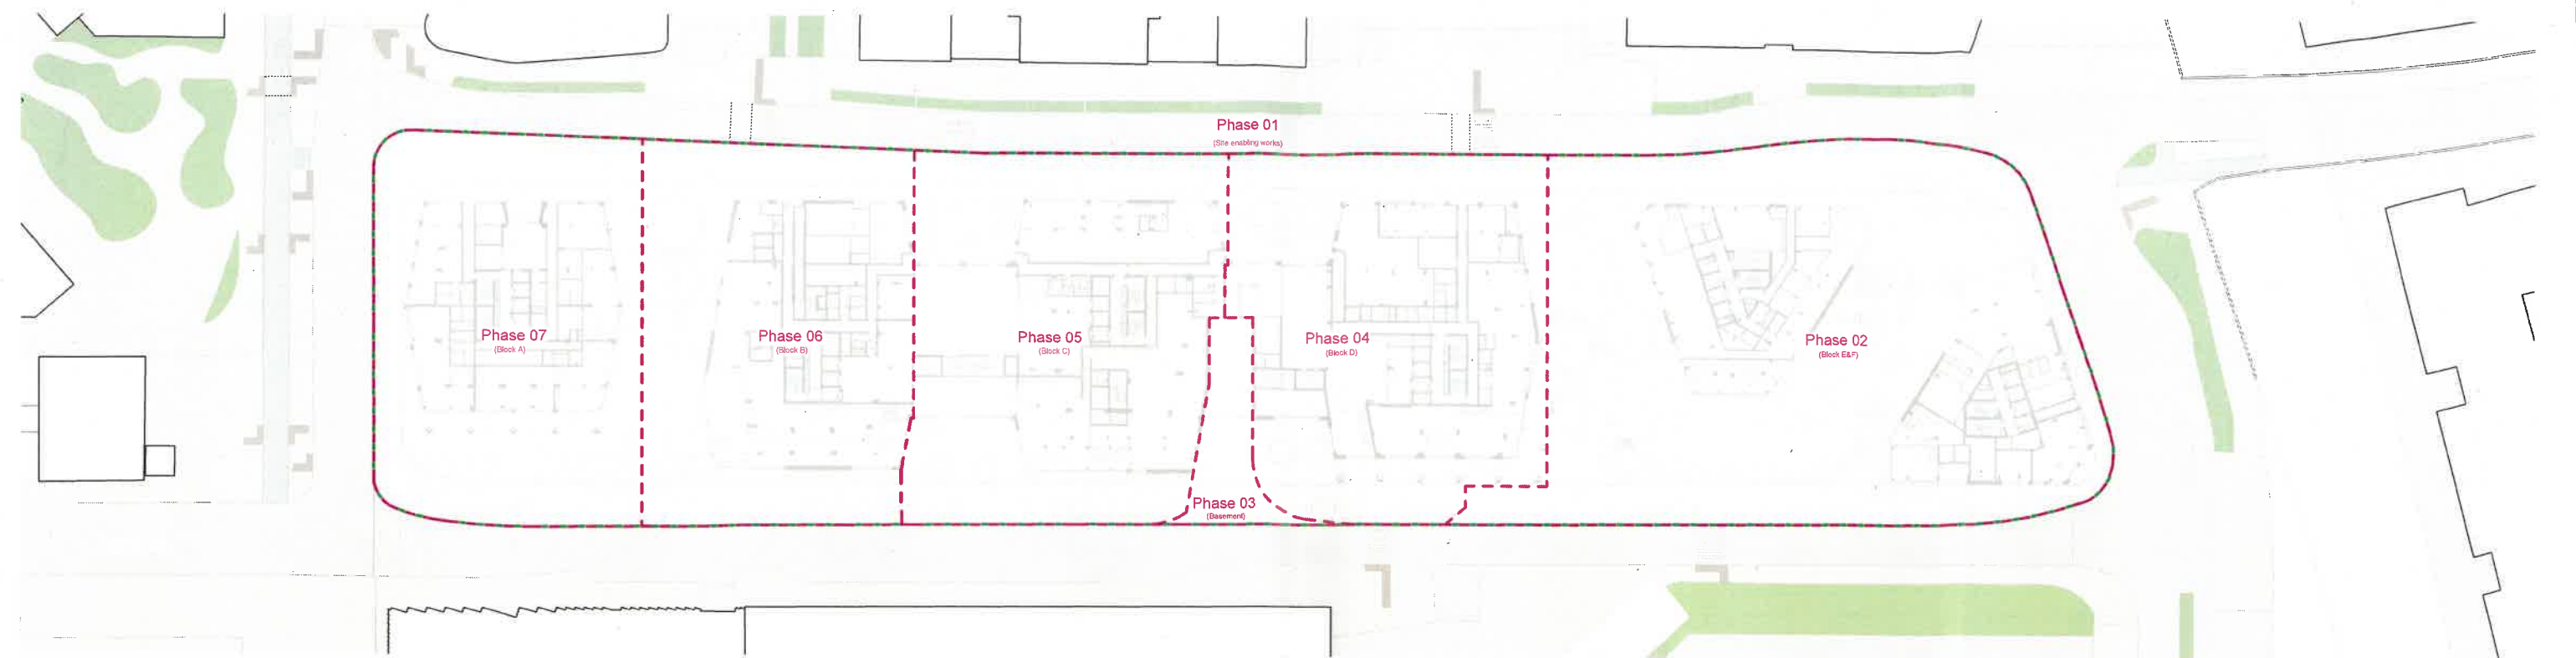 Phase 01
(Site enabling works)
Phase 07
(Block A)
Phase 06
(Block B)
Phase 05
(Block C)
Phase 04
(Block D)
Phase 02
(Block E&F)
Phase 03
(Basement)